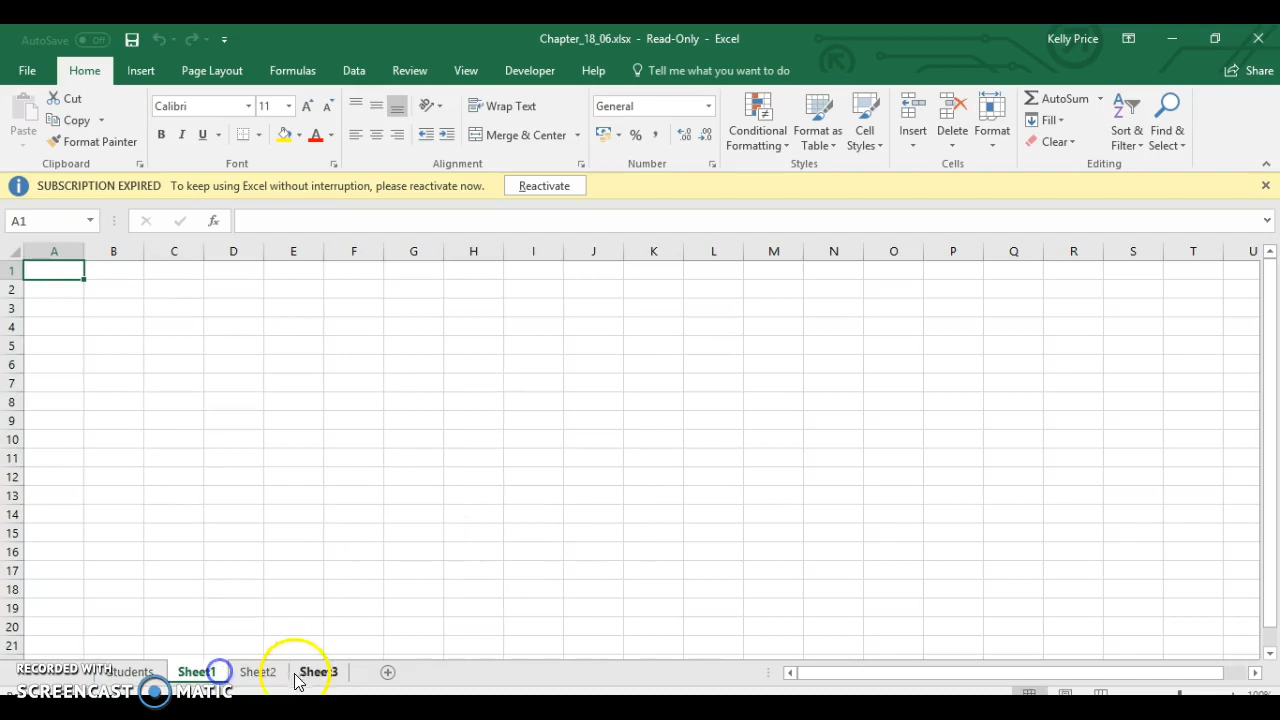 AutoSave Off Chapter_18_06.xlsx - Read-Only - Excel Kelly Price
File Home Insert Page Layout Formulas Data Review View Developer Help Tell me what you want to do Share
Paste Cut Copy Format Painter Clipboard
Calibri 11 B I U A A A Font
Wrap Text Merge & Center Alignment
General % , Number
Conditional Formatting Format as Table Cell Styles Styles
Insert Delete Format Cells
AutoSum Fill Clear Sort & Filter Find & Select Editing
SUBSCRIPTION EXPIRED To keep using Excel without interruption, please reactivate now. Reactivate
A1 fx
A B C D E F G H I J K L M N O P Q R S T U
1
2
3
4
5
6
7
8
9
10
11
12
13
14
15
16
17
18
19
20
21
Students Sheet1 Sheet2 Sheet3
RECORDED WITH
SCREENCAST MATIC
100%